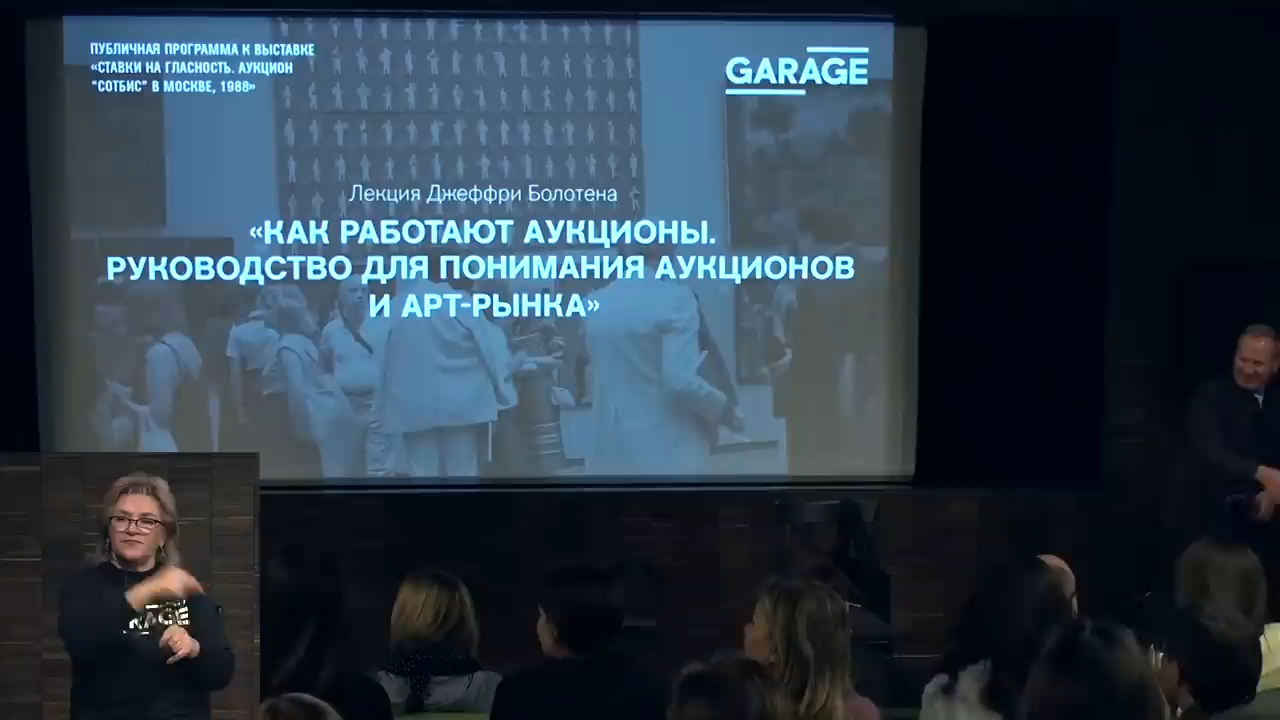 ПУБЛИЧНАЯ ПРОГРАММА К ВЫСТАВКЕ
«СТАВКИ НА ГЛАСНОСТЬ. АУКЦИОН
"СОТБИС" В МОСКВЕ, 1988»
GARAGE
Лекция Джеффри Болотена
«КАК РАБОТАЮТ АУКЦИОНЫ.
РУКОВОДСТВО ДЛЯ ПОНИМАНИЯ АУКЦИОНОВ
И АРТ-РЫНКА»